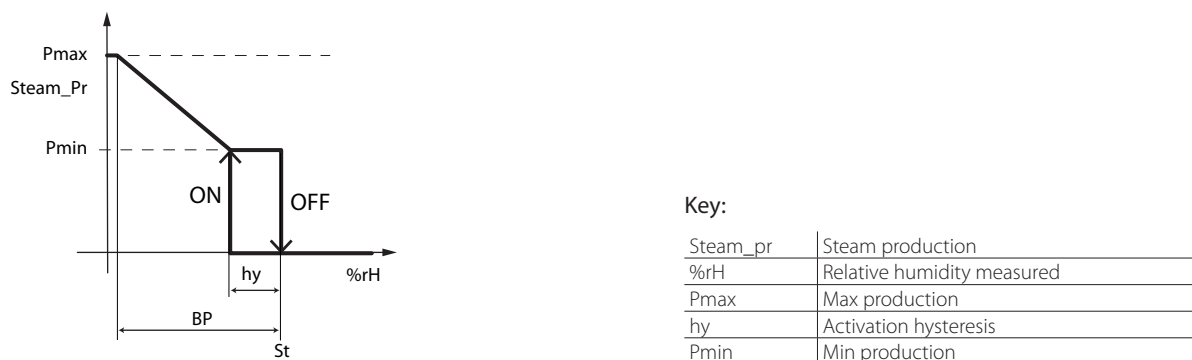 Pmax
Steam_Pr
Pmin
ON
OFF
hy
%rH
BP
St
Key:
Steam_pr Steam production
%rH Relative humidity measured
Pmax Max production
hy Activation hysteresis
Pmin Min production